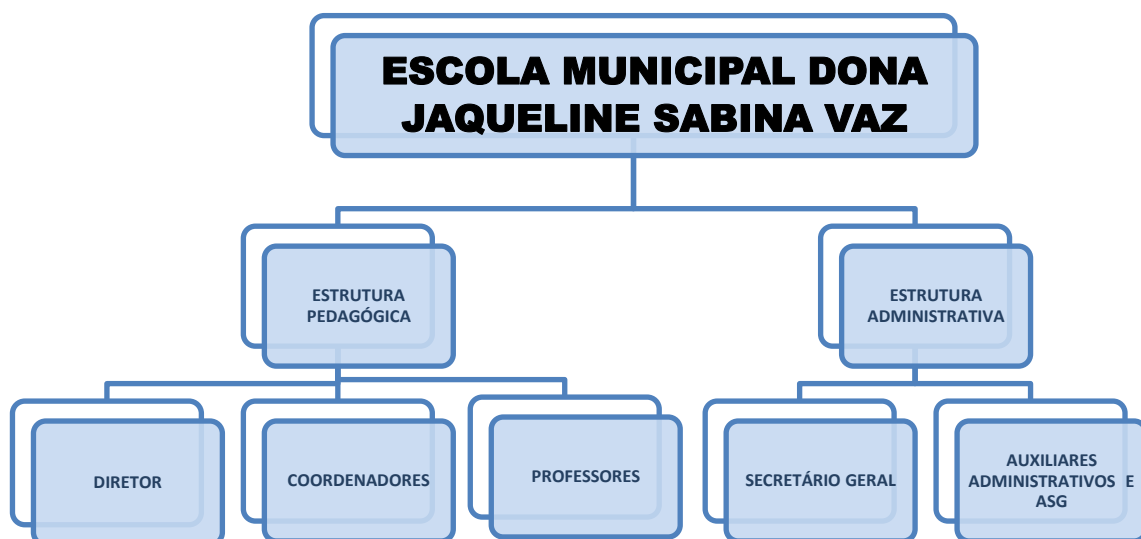 ESCOLA MUNICIPAL DONA
JAQUELINE SABINA VAZ
ESTRUTURA
PEDAGÓGICA
ESTRUTURA
ADMINISTRATIVA
DIRETOR
COORDENADORES
PROFESSORES
SECRETÁRIO GERAL
AUXILIARES
ADMINISTRATIVOS E
ASG